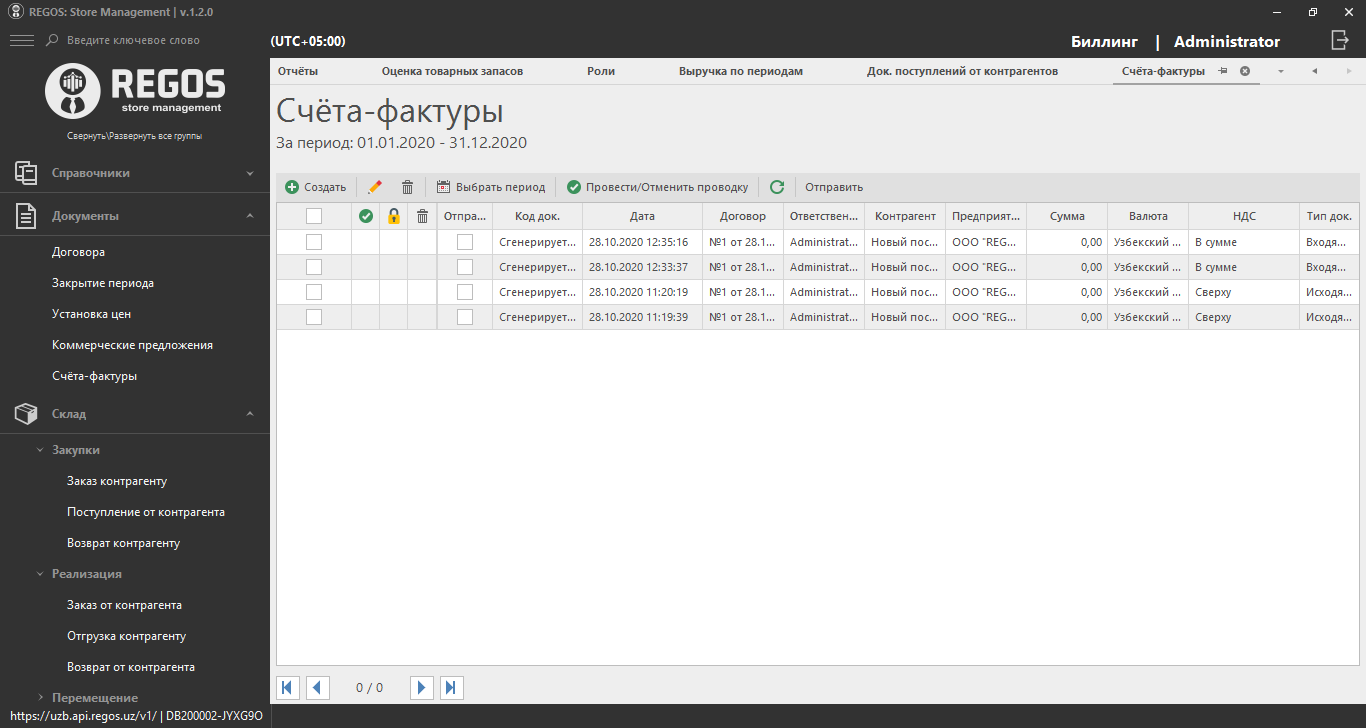 REGOS: Store Management | v.1.2.0
Введите ключевое слово
(UTC+05:00)
Биллинг | Administrator
REGOS
store management
Свернуть\Развернуть все группы
Справочники
Документы
Договора
Закрытие периода
Установка цен
Коммерческие предложения
Счёта-фактуры
Склад
Закупки
Заказ контрагенту
Поступление от контрагента
Возврат контрагенту
Реализация
Заказ от контрагента
Отгрузка контрагенту
Возврат от контрагента
Перемещение
https://uzb.api.regos.uz/v1/ | DB200002-JYXG9O
Отчёты Оценка товарных запасов Роли Выручка по периодам Док. поступлений от контрагентов Счёта-фактуры
Счёта-фактуры
За период: 01.01.2020 - 31.12.2020
Создать Выбрать период Провести/Отменить проводку Отправить
Отпра... Код док. Дата Договор Ответствен... Контрагент Предприят... Сумма Валюта НДС Тип док.
Сгенерирует... 28.10.2020 12:35:16 №1 от 28.1... Administrat... Новый пос... ООО "REG... 0,00 Узбекский ... В сумме Входя...
Сгенерирует... 28.10.2020 12:33:37 №1 от 28.1... Administrat... Новый пос... ООО "REG... 0,00 Узбекский ... В сумме Входя...
Сгенерирует... 28.10.2020 11:20:19 №1 от 28.1... Administrat... Новый пос... ООО "REG... 0,00 Узбекский ... Сверху Исходя...
Сгенерирует... 28.10.2020 11:19:39 №1 от 28.1... Administrat... Новый пос... ООО "REG... 0,00 Узбекский ... Сверху Исходя...
0 / 0